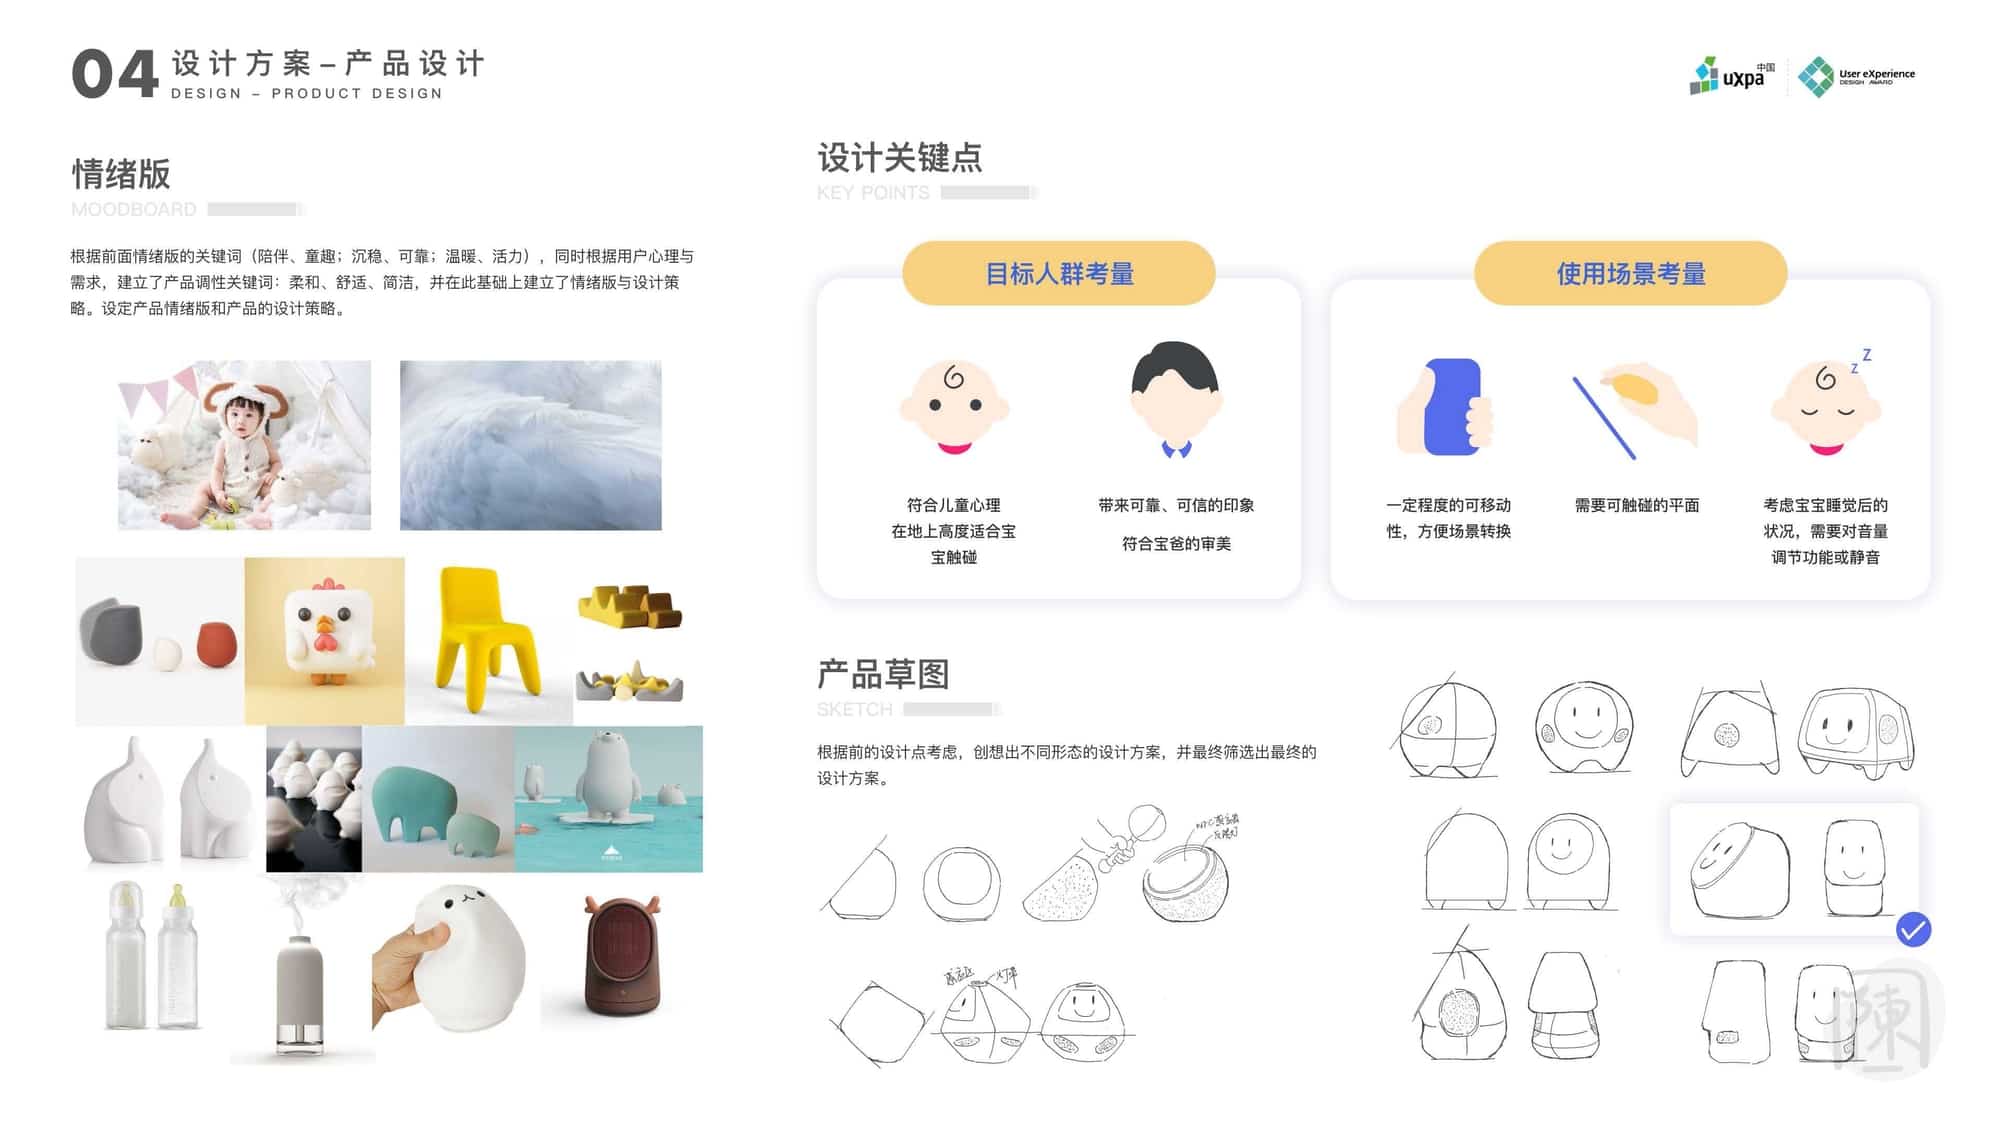 04 设计方案–产品设计
DESIGN – PRODUCT DESIGN
uxpa 中国
User eXperience
DESIGN AWARD
情绪版
MOODBOARD
根据前面情绪版的关键词（陪伴、童趣；沉稳、可靠；温暖、活力），同时根据用户心理与
需求，建立了产品调性关键词：柔和、舒适、简洁，并在此基础上建立了情绪版与设计策
略。设定产品情绪版和产品的设计策略。
设计关键点
KEY POINTS
目标人群考量
符合儿童心理
在地上高度适合宝
宝触碰
带来可靠、可信的印象
符合宝爸的审美
使用场景考量
一定程度的可移动
性，方便场景转换
需要可触碰的平面
z
z
考虑宝宝睡觉后的
状况，需要对音量
调节功能或静音
产品草图
SKETCH
根据前的设计点考虑，创想出不同形态的设计方案，并最终筛选出最终的
设计方案。
陳